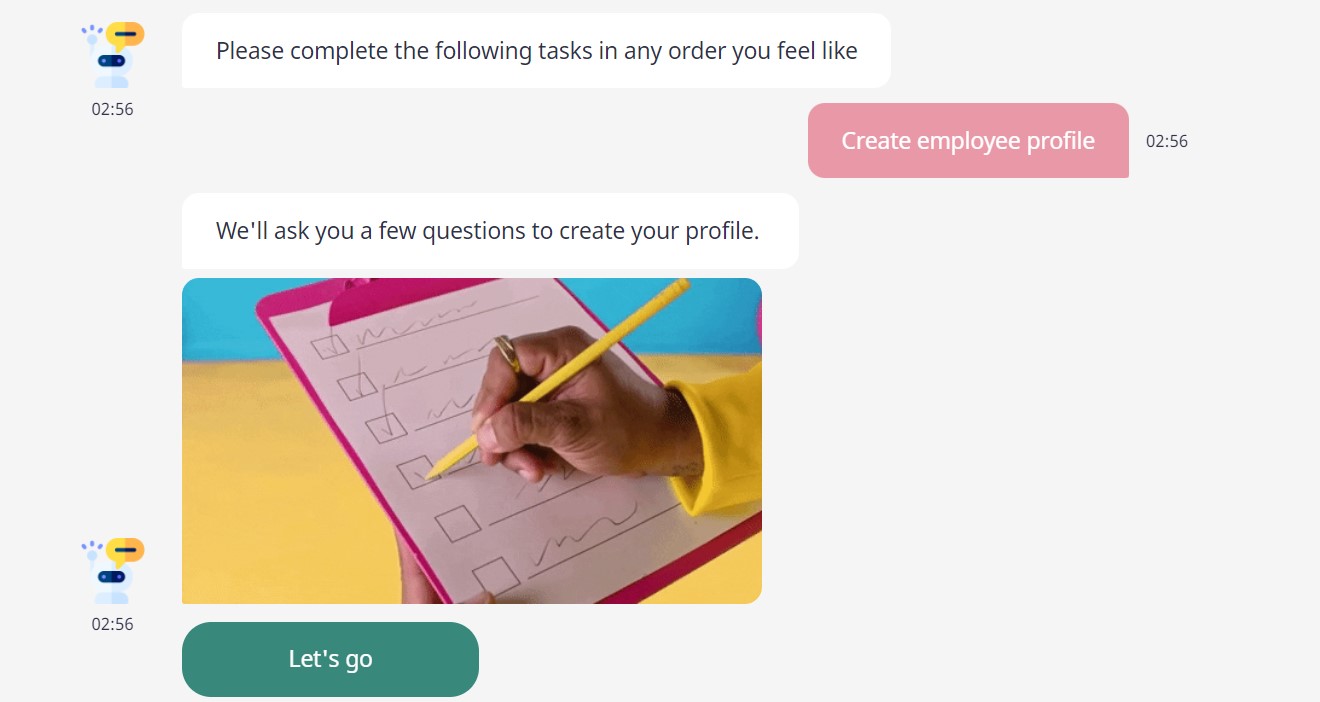 Please complete the following tasks in any order you feel like
02:56
Create employee profile
02:56
We'll ask you a few questions to create your profile.
02:56
Let's go